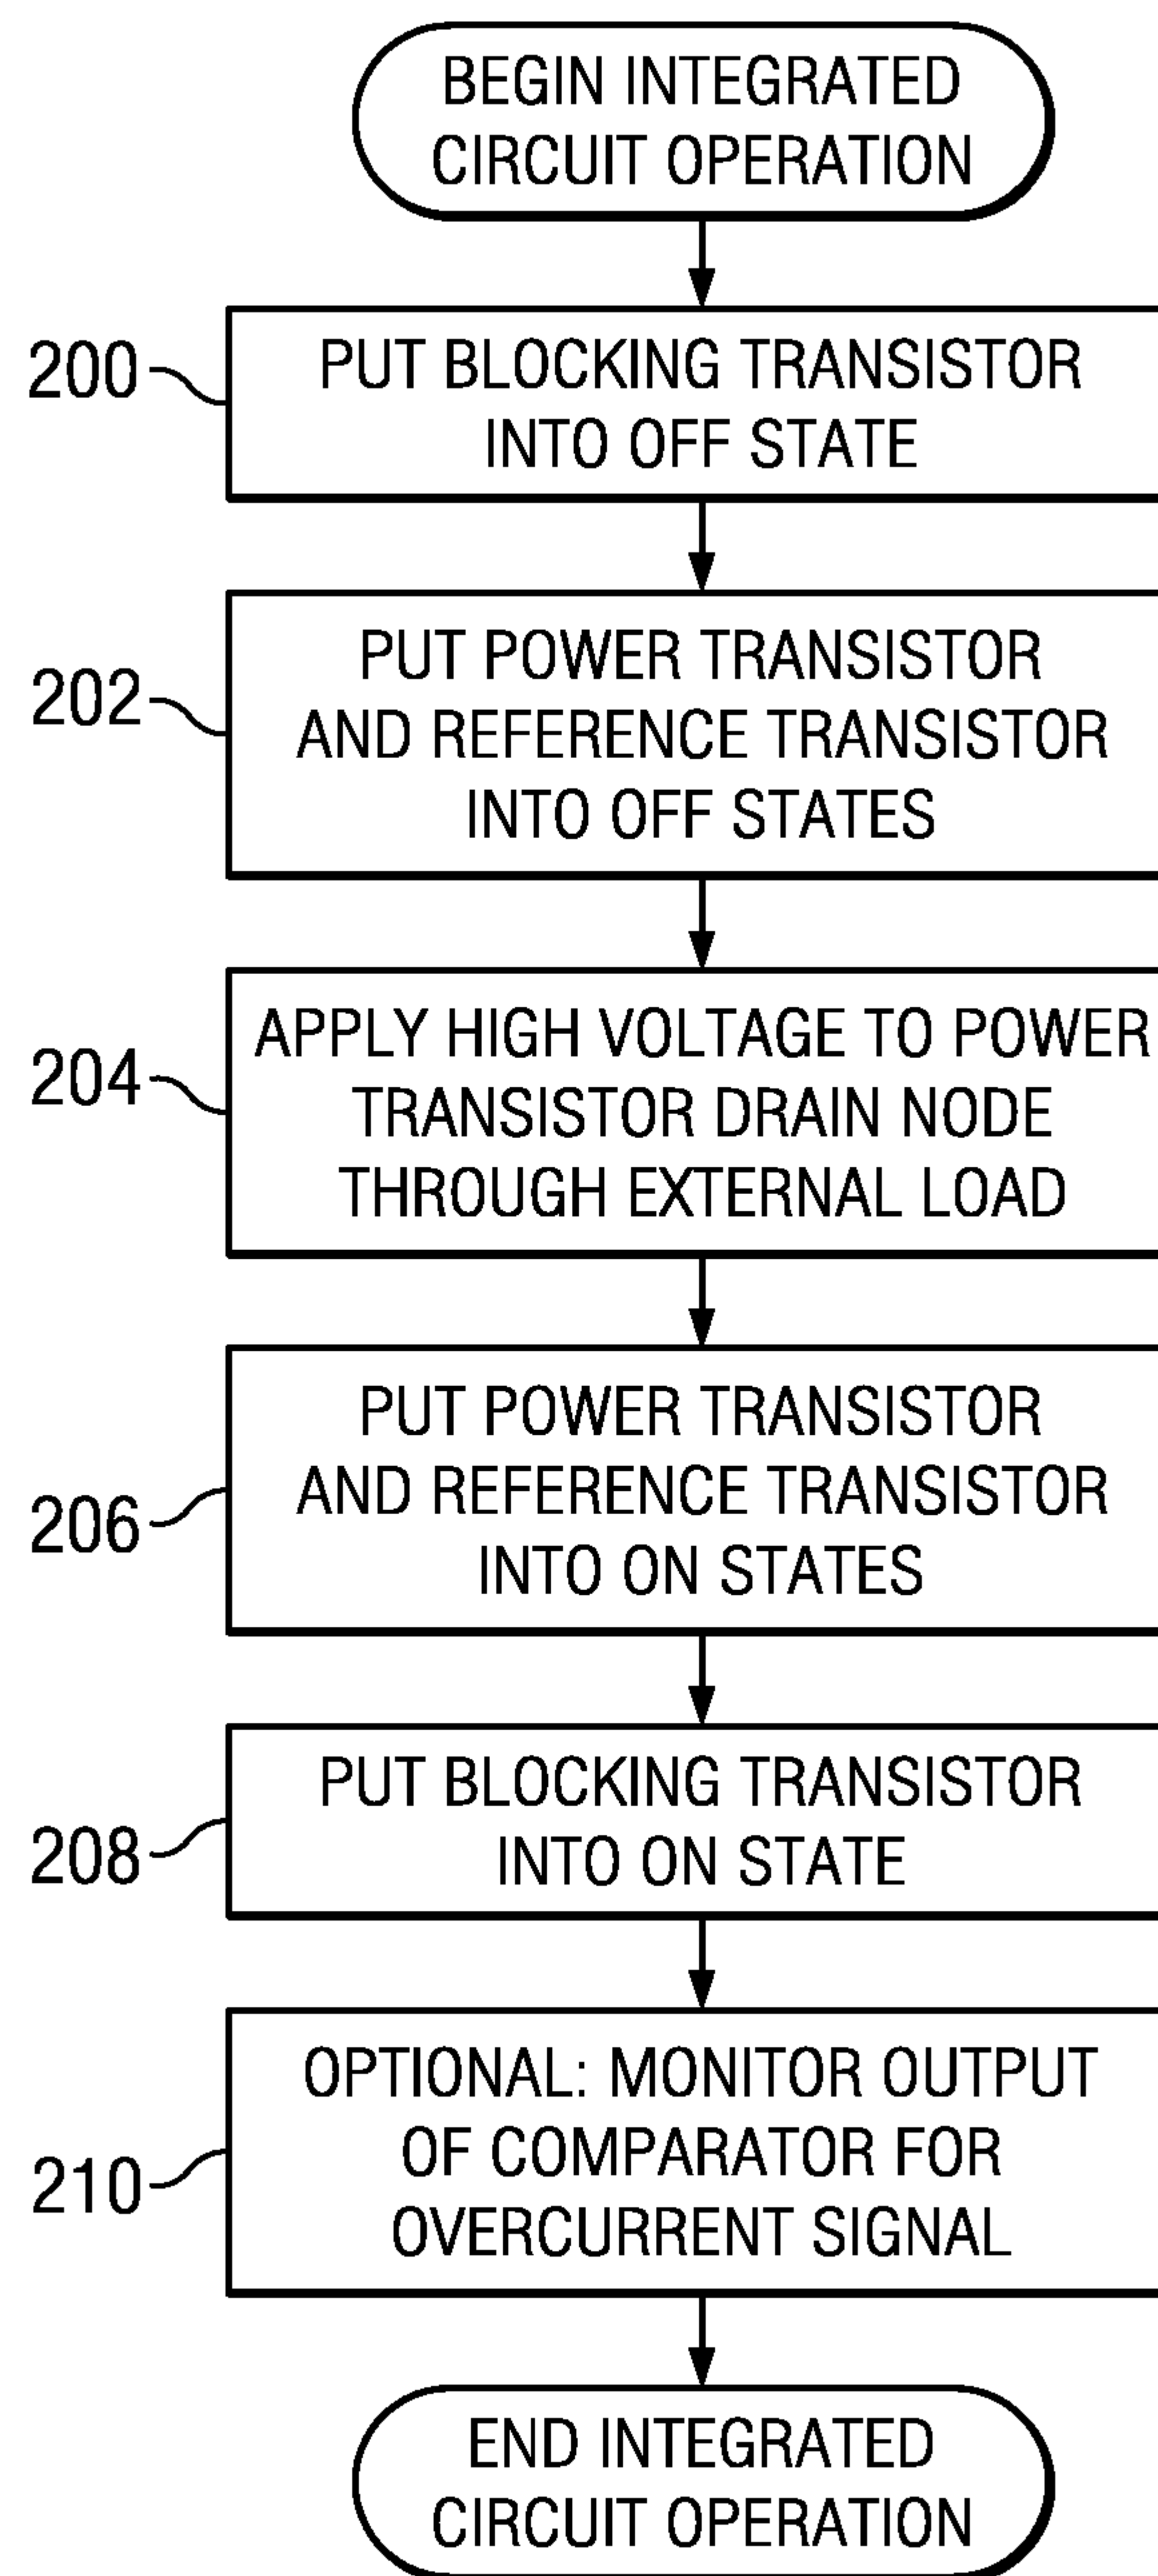 BEGIN INTEGRATED
CIRCUIT OPERATION
200
PUT BLOCKING TRANSISTOR
INTO OFF STATE
202
PUT POWER TRANSISTOR
AND REFERENCE TRANSISTOR
INTO OFF STATES
204
APPLY HIGH VOLTAGE TO POWER
TRANSISTOR DRAIN NODE
THROUGH EXTERNAL LOAD
206
PUT POWER TRANSISTOR
AND REFERENCE TRANSISTOR
INTO ON STATES
208
PUT BLOCKING TRANSISTOR
INTO ON STATE
210
OPTIONAL: MONITOR OUTPUT
OF COMPARATOR FOR
OVERCURRENT SIGNAL
END INTEGRATED
CIRCUIT OPERATION